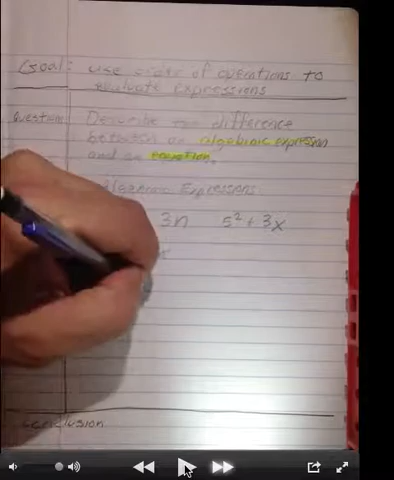 Goal: use order of operations to
evaluate expressions
Question: Describe the difference
between an algebraic expression
and an equation.
Algebraic Expressions
3n 5² + 3x
Conclusion